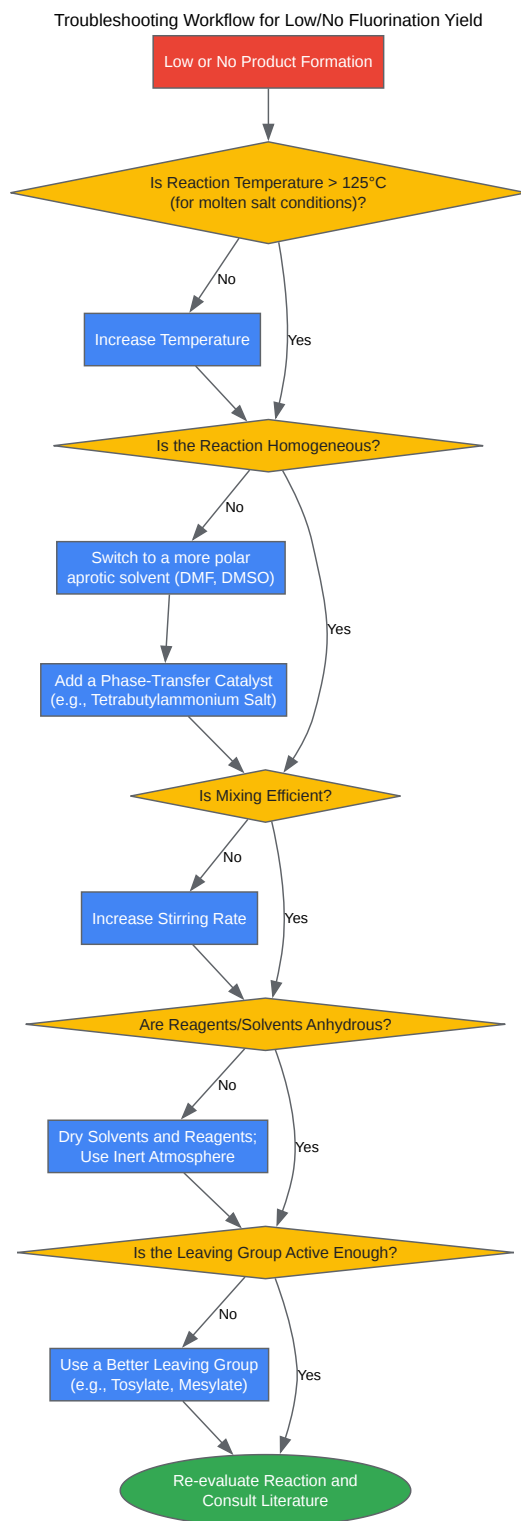 Troubleshooting Workflow for Low/No Fluorination Yield
Low or No Product Formation
Is Reaction Temperature > 125°C
(for molten salt conditions)?
No
Increase Temperature
Yes
Is the Reaction Homogeneous?
No
Switch to a more polar
aprotic solvent (DMF, DMSO)
Yes
Add a Phase-Transfer Catalyst
(e.g., Tetrabutylammonium Salt)
Is Mixing Efficient?
No
Increase Stirring Rate
Yes
Are Reagents/Solvents Anhydrous?
No
Dry Solvents and Reagents;
Use Inert Atmosphere
Yes
Is the Leaving Group Active Enough?
No
Use a Better Leaving Group
(e.g., Tosylate, Mesylate)
Yes
Re-evaluate Reaction and
Consult Literature